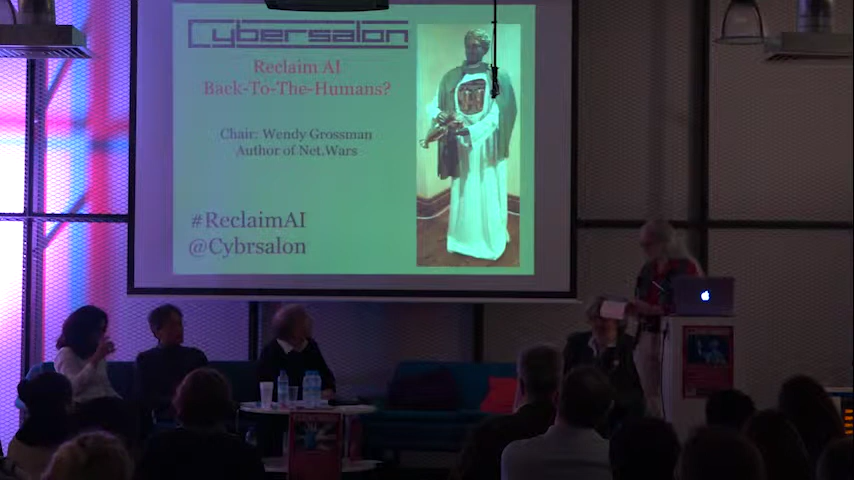 Cybersalon
Reclaim AI
Back-To-The-Humans?
Chair: Wendy Grossman
Author of Net.Wars
#ReclaimAI
@Cybrsalon